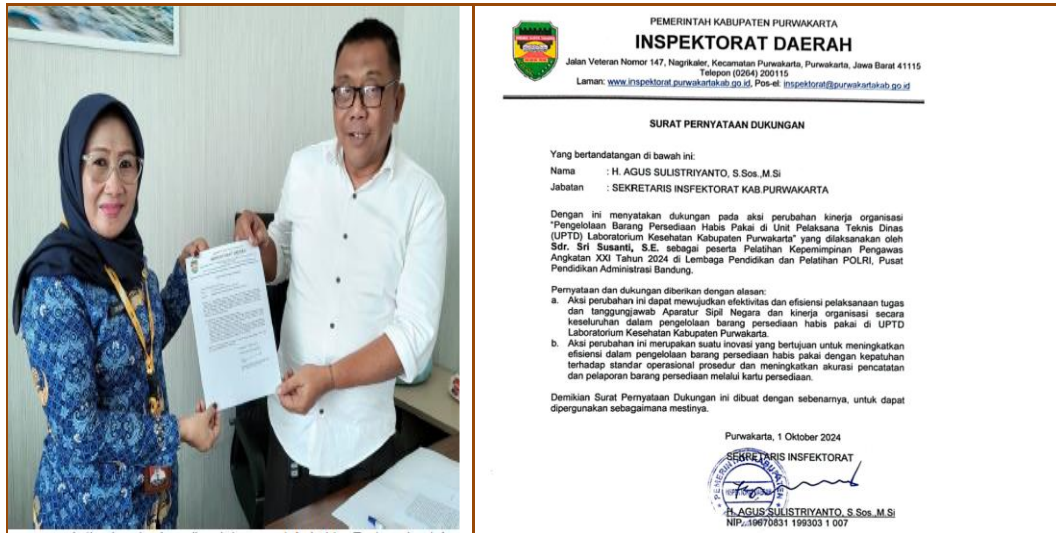 PEMERINTAH KABUPATEN PURWAKARTA
INSPEKTORAT DAERAH
Jalan Veteran Nomor 147, Nagrikaler, Kecamatan Purwakarta, Purwakarta, Jawa Barat 41115
Telepon (0264) 200115
Laman: www.inspektorat.purwakartakab.go.id, Pos-el: inspektorat@purwakartakab.go.id
SURAT PERNYATAAN DUKUNGAN
Yang bertandatangan di bawah ini:
Nama : H. AGUS SULISTRIYANTO, S.Sos.,M.Si
Jabatan : SEKRETARIS INSFEKTORAT KAB.PURWAKARTA
Dengan ini menyatakan dukungan pada aksi perubahan kinerja organisasi
"Pengelolaan Barang Persediaan Habis Pakai di Unit Pelaksana Teknis Dinas
(UPTD) Laboratorium Kesehatan Kabupaten Purwakarta" yang dilaksanakan oleh
Sdr. Sri Susanti, S.E. sebagai peserta Pelatihan Kepemimpinan Pengawas
Angkatan XXI Tahun 2024 di Lembaga Pendidikan dan Pelatihan POLRI, Pusat
Pendidikan Administrasi Bandung.
Pernyataan dan dukungan diberikan dengan alasan:
a. Aksi perubahan ini dapat mewujudkan efektivitas dan efisiensi pelaksanaan tugas
dan tanggungjawab Aparatur Sipil Negara dan kinerja organisasi secara
keseluruhan dalam pengelolaan barang persediaan habis pakai di UPTD
Laboratorium Kesehatan Kabupaten Purwakarta.
b. Aksi perubahan ini merupakan suatu inovasi yang bertujuan untuk meningkatkan
efisiensi dalam pengelolaan barang persediaan habis pakai dengan kepatuhan
terhadap standar operasional prosedur dan meningkatkan akurasi pencatatan
dan pelaporan barang persediaan melalui kartu persediaan.
Demikian Surat Pernyataan Dukungan ini dibuat dengan sebenarnya, untuk dapat
dipergunakan sebagaimana mestinya.
Purwakarta, 1 Oktober 2024
SEKRETARIS INSFEKTORAT
H. AGUS SULISTRIYANTO, S.Sos.,M.Si
NIP. 19670831 199303 1 007